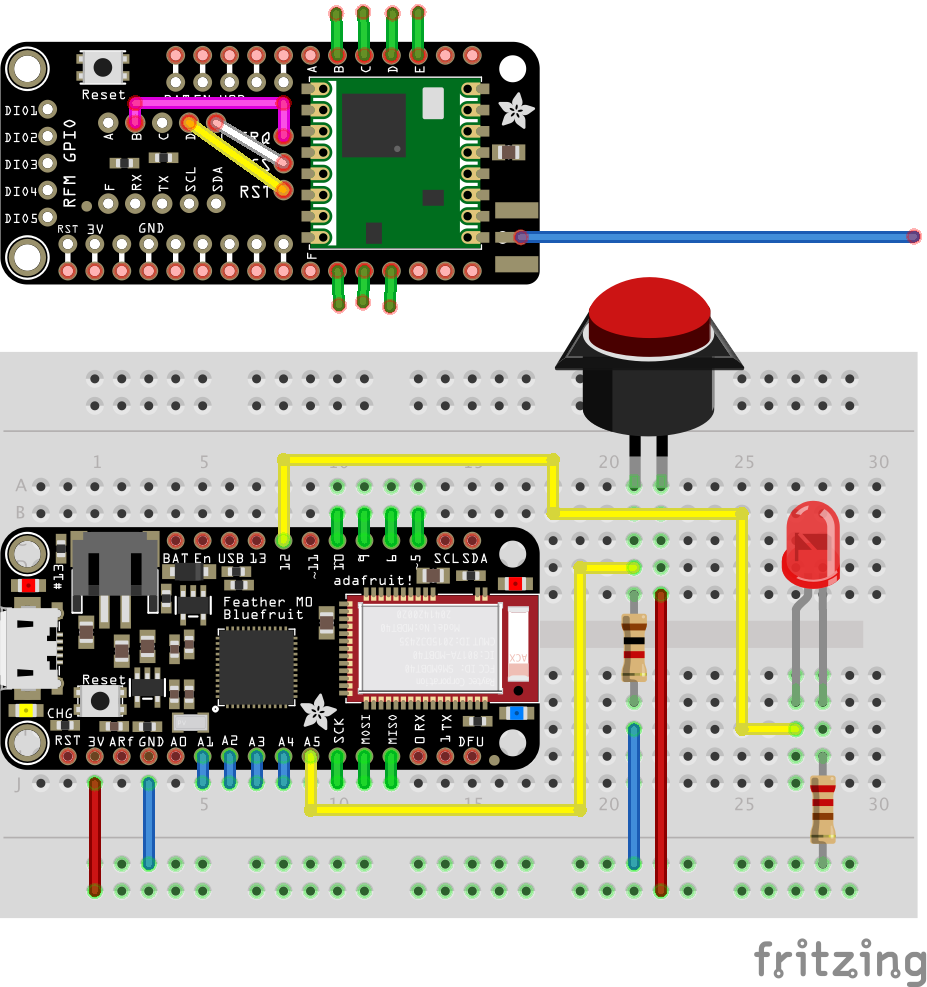 A B C D E
Reset
DIO1
DIO2
DIO3
DIO4
DIO5
RFM GPIO
A B C D
RST
F RX TX SCL SDA
RST 3V GND
F
1 5 10 15 20 25 30
A
B
BAT En USB 13 12 ~11 10 9 6 ~5 SCL SDA
#13
adafruit!
Feather M0
Bluefruit
Reset
CHG
RST 3V ARf GND A0 A1 A2 A3 A4 A5 SCK MOSI MISO 0 RX 1 TX DFU
J
5 10 15 20 25 30
fritzing